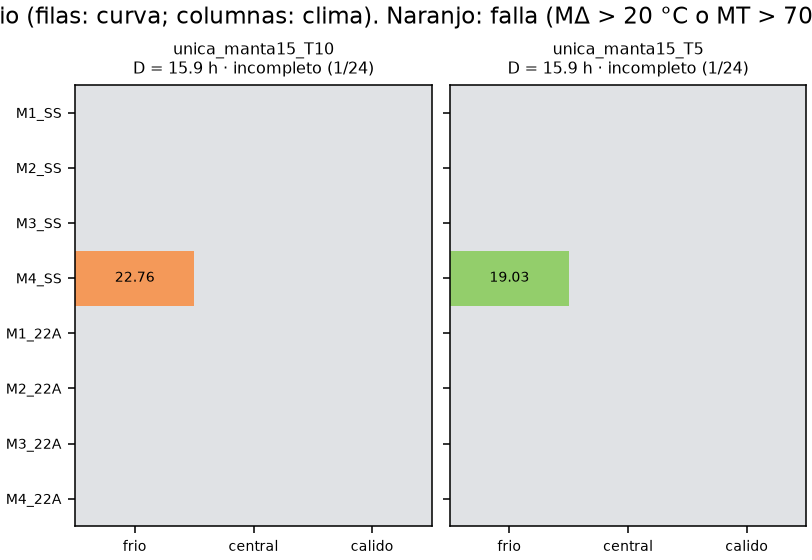 io (filas: curva; columnas: clima). Naranjo: falla (MΔ > 20 °C o MT > 70
unica_manta15_T10
D = 15.9 h · incompleto (1/24)
unica_manta15_T5
D = 15.9 h · incompleto (1/24)
M1_SS
M2_SS
M3_SS
M4_SS
M1_22A
M2_22A
M3_22A
M4_22A
22.76
19.03
frio
central
calido
frio
central
calido